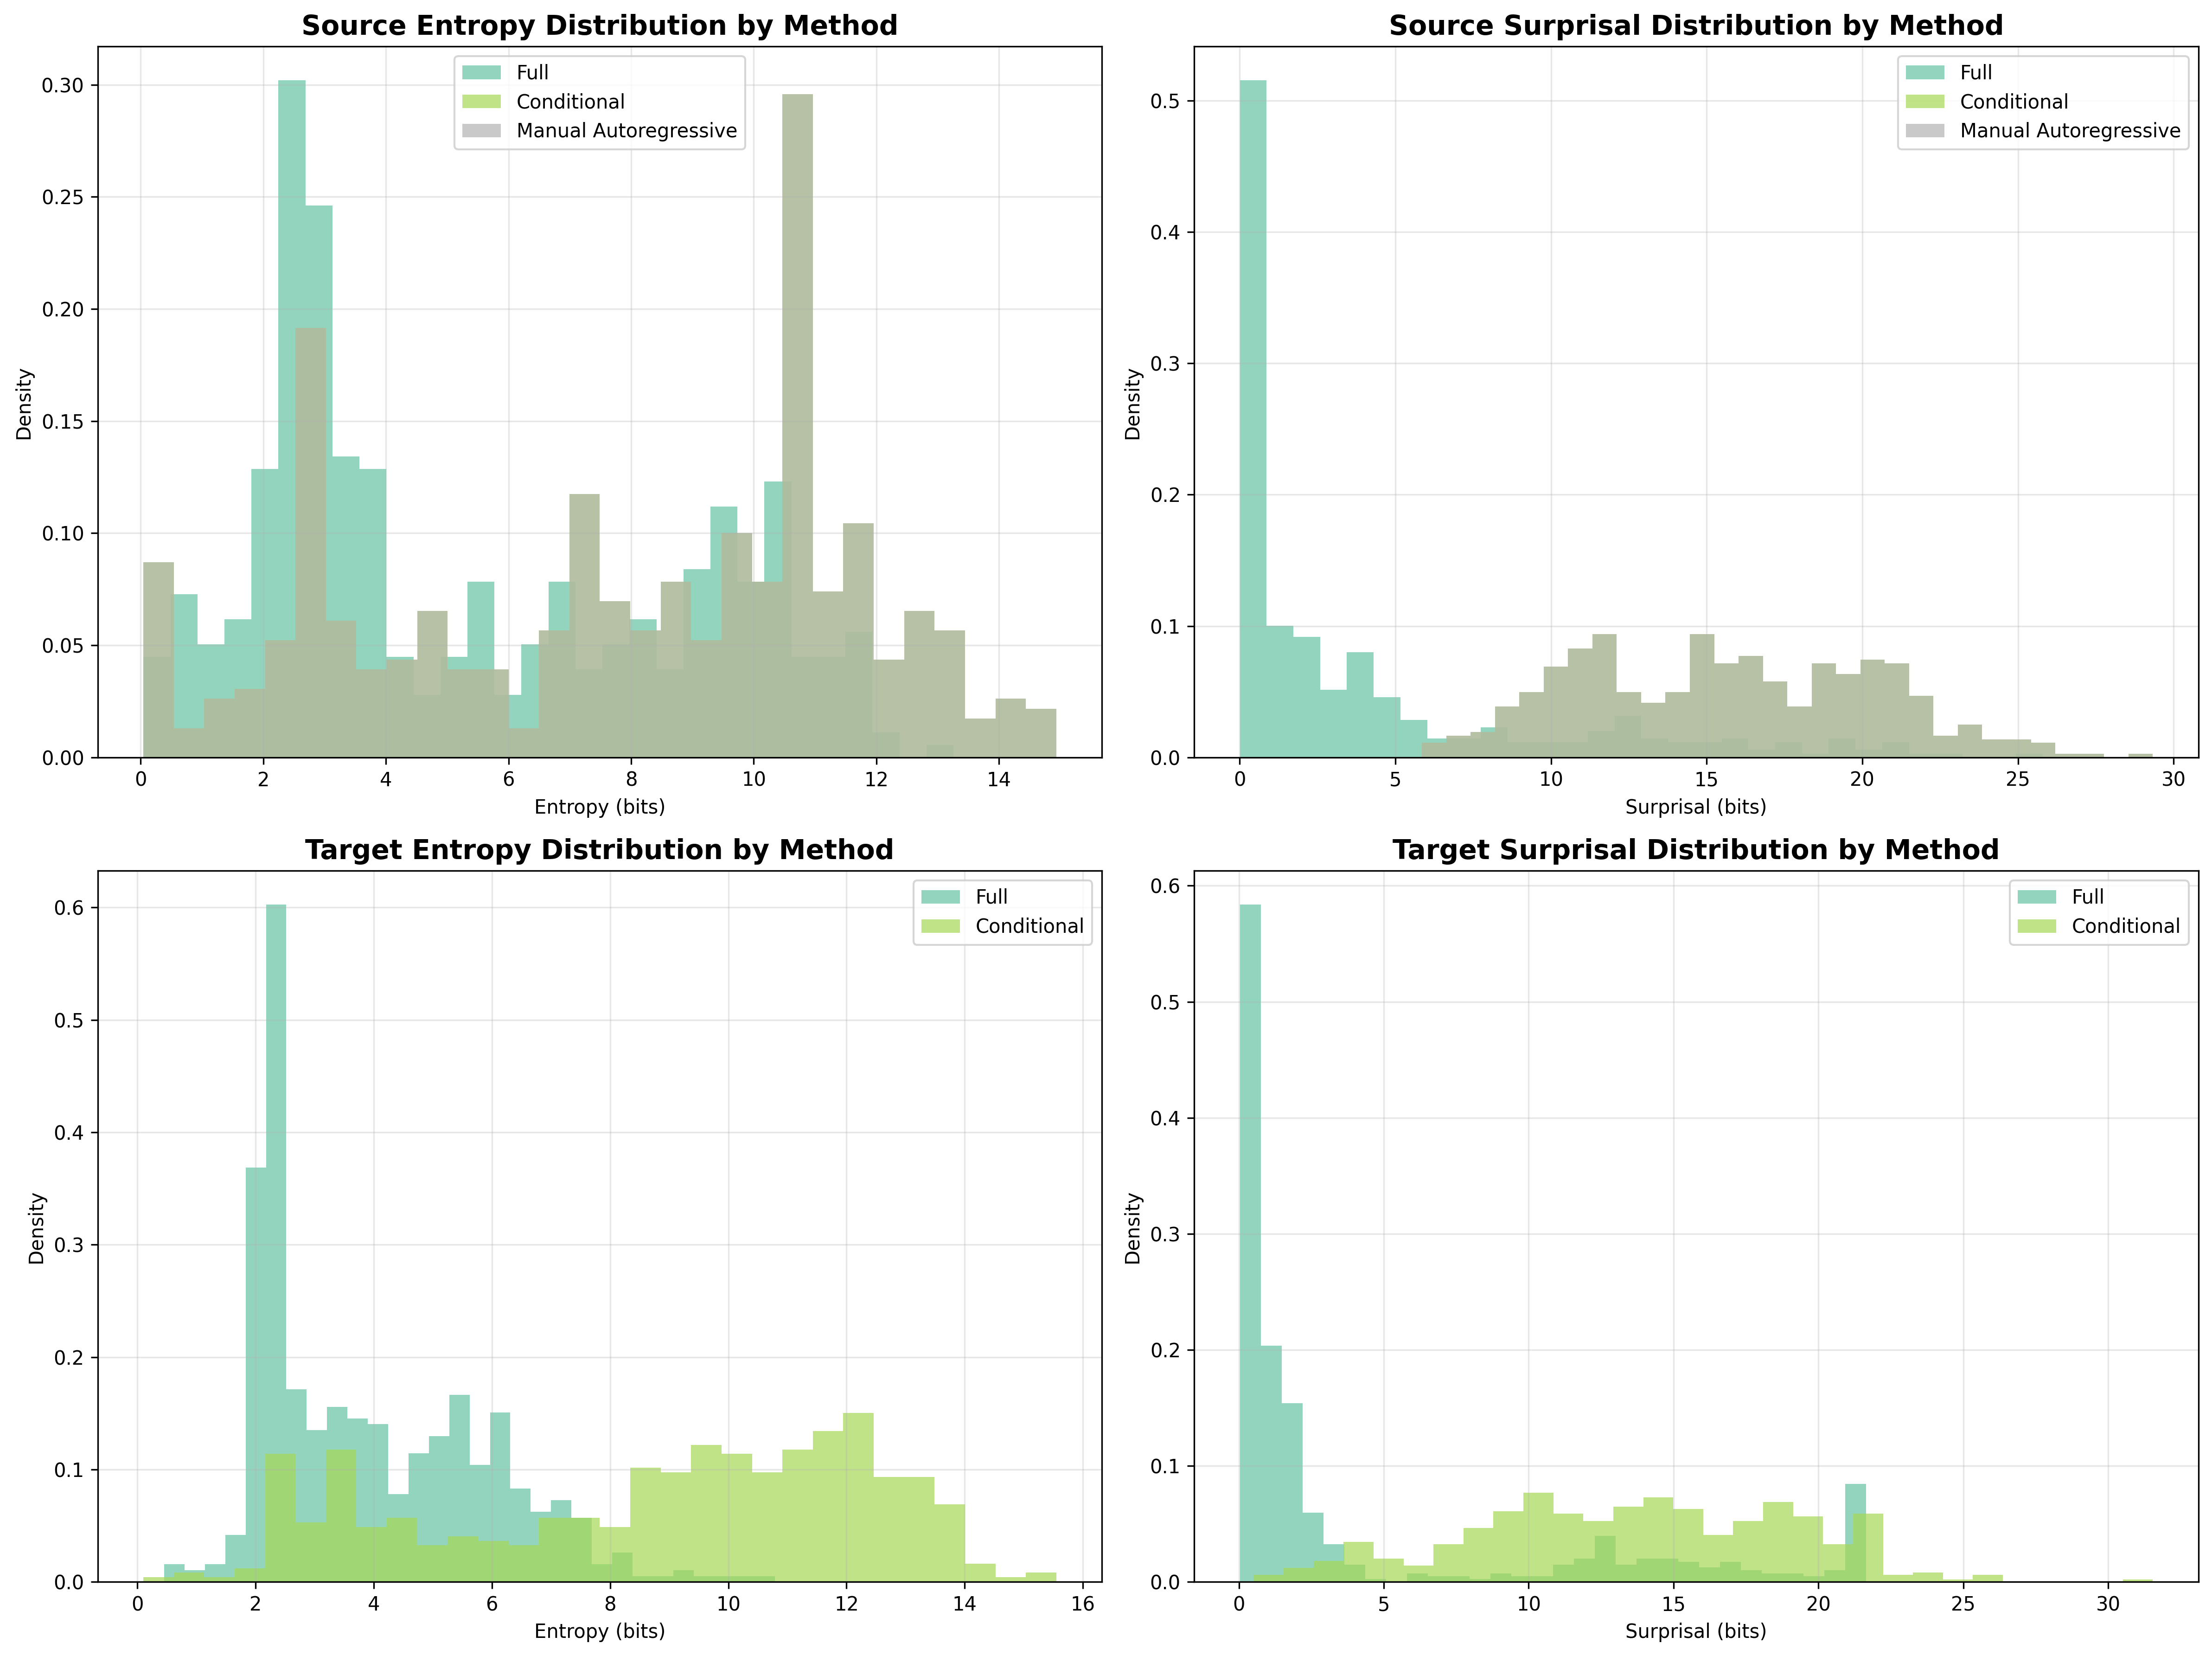 Source Entropy Distribution by Method
Full
Conditional
Manual Autoregressive
0.30
0.25
0.20
0.15
0.10
0.05
0.00
Density
0 2 4 6 8 10 12 14
Entropy (bits)
Source Surprisal Distribution by Method
Full
Conditional
Manual Autoregressive
0.5
0.4
0.3
0.2
0.1
0.0
Density
0 5 10 15 20 25 30
Surprisal (bits)
Target Entropy Distribution by Method
Full
Conditional
0.6
0.5
0.4
0.3
0.2
0.1
0.0
Density
0 2 4 6 8 10 12 14 16
Entropy (bits)
Target Surprisal Distribution by Method
Full
Conditional
0.6
0.5
0.4
0.3
0.2
0.1
0.0
Density
0 5 10 15 20 25 30
Surprisal (bits)